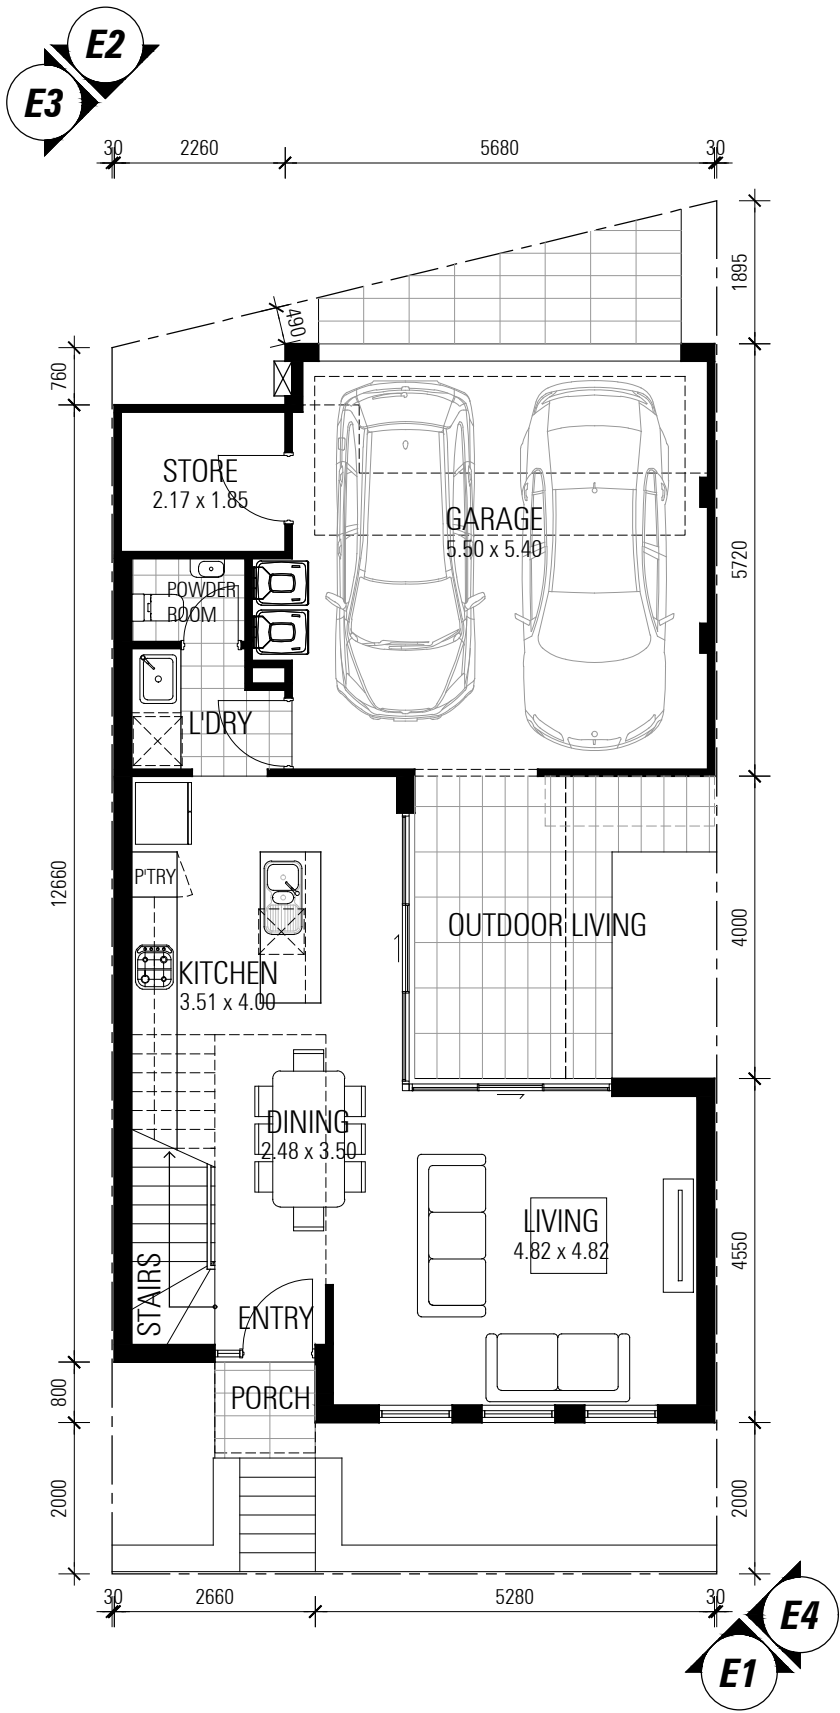 E2
E3
30
2260
5680
30
1895
490
760
STORE
2.17 x 1.85
GARAGE
5.50 x 5.40
5720
POWDER
ROOM
L'DRY
12660
P'TRY
OUTDOOR LIVING
4000
KITCHEN
3.51 x 4.00
DINING
2.48 x 3.50
LIVING
4.82 x 4.82
4550
STAIRS
ENTRY
PORCH
800
2000
2000
30
2660
5280
30
E4
E1